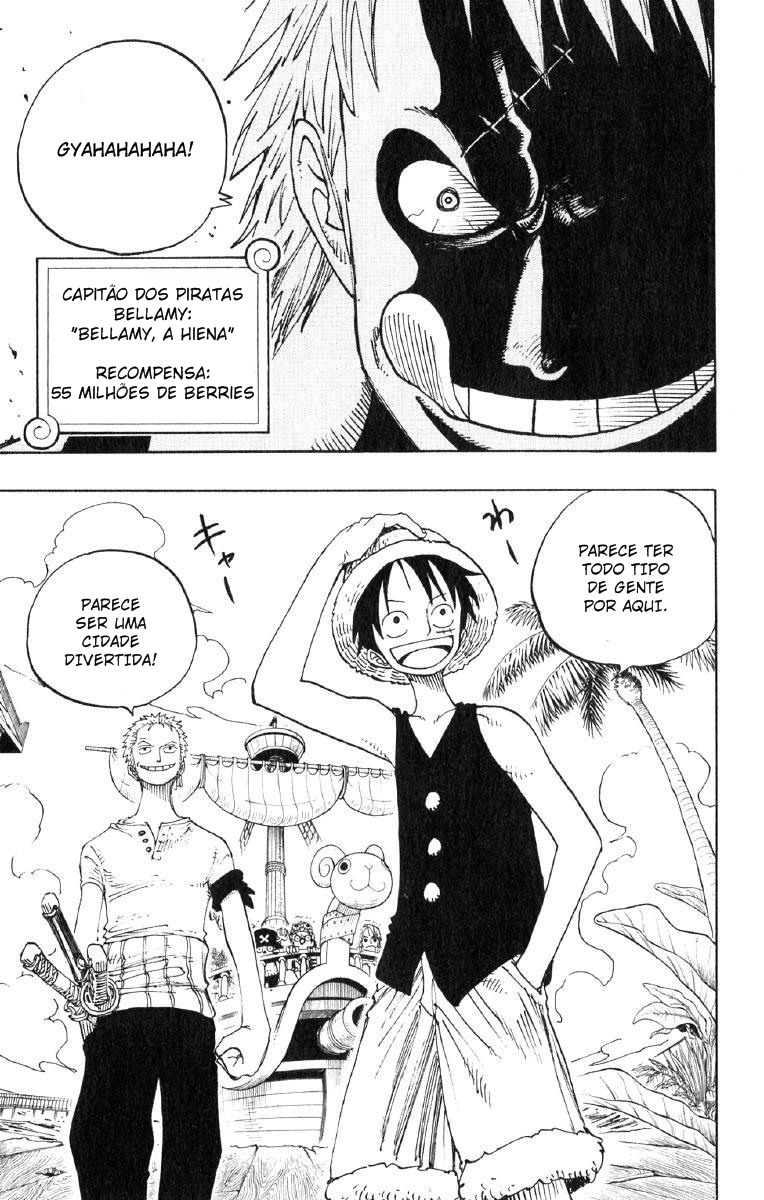 GYAHAHAHAHA!
CAPITÃO DOS PIRATAS
BELLAMY:
"BELLAMY, A HIENA"
RECOMPENSA:
55 MILHÕES DE BERRIES
PARECE TER
TODO TIPO
DE GENTE
POR AQUI.
わー
キャー
PARECE
SER UMA
CIDADE
DIVERTIDA!